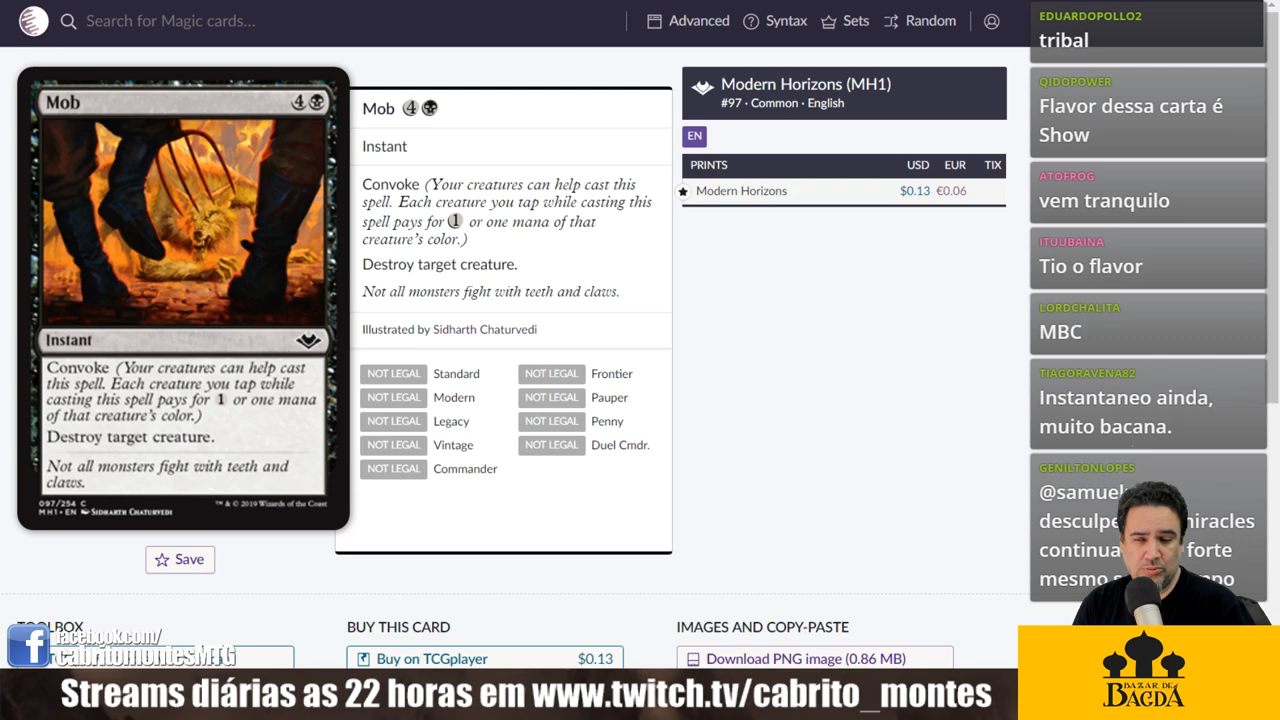 Search for Magic cards...
Advanced
Syntax
Sets
Random
Mob 4
Instant
Convoke (Your creatures can help cast
this spell. Each creature you tap while
casting this spell pays for 1 or one mana
of that creature's color.)
Destroy target creature.
Not all monsters fight with teeth and
claws.
097/254 C
MH1 • EN SIDHARTH CHATURVEDI
™ & © 2019 Wizards of the Coast
Save
Mob 4
Instant
Convoke (Your creatures can help cast this
spell. Each creature you tap while casting this
spell pays for 1 or one mana of that
creature's color.)
Destroy target creature.
Not all monsters fight with teeth and claws.
Illustrated by Sidharth Chaturvedi
NOT LEGAL Standard NOT LEGAL Frontier
NOT LEGAL Modern NOT LEGAL Pauper
NOT LEGAL Legacy NOT LEGAL Penny
NOT LEGAL Vintage NOT LEGAL Duel Cmdr.
NOT LEGAL Commander
Modern Horizons (MH1)
#97 · Common · English
EN
PRINTS USD EUR TIX
Modern Horizons $0.13 €0.06
EDUARDOPOLLO2
tribal
QIDOPOWER
Flavor dessa carta é
Show
ATOFROG
vem tranquilo
ITUUBAINA
Tio o flavor
LORDCHALITA
MBC
TIAGORAVENA82
Instantaneo ainda,
muito bacana.
GENILTONLOPES
continua forte
mesmo
BUY THIS CARD
Buy on TCGplayer $0.13
IMAGES AND COPY-PASTE
Download PNG image (0.86 MB)
facebook.com/
cabritomontesMTG
Streams diárias as 22 horas em www.twitch.tv/cabrito_montes
BAZAR DE
BAGDÁ